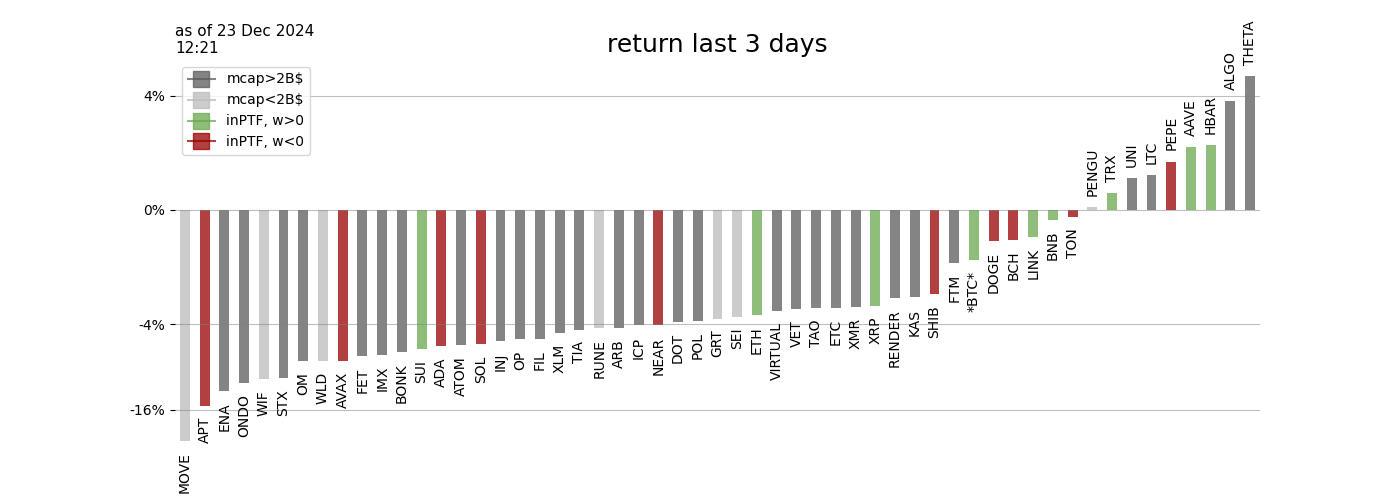 as of 23 Dec 2024
12:21
return last 3 days
mcap>2B$
mcap<2B$
inPTF, w>0
inPTF, w<0
4%
0%
-4%
-16%
MOVE
APT
ENA
ONDO
WIF
STX
OM
WLD
AVAX
FET
IMX
BONK
SUI
ADA
ATOM
SOL
INJ
OP
FIL
XLM
TIA
RUNE
ARB
ICP
NEAR
DOT
POL
GRT
SEI
ETH
VIRTUAL
VET
TAO
ETC
XMR
XRP
RENDER
KAS
SHIB
FTM
*BTC*
DOGE
BCH
LINK
BNB
TON
PENGU
TRX
UNI
LTC
PEPE
AAVE
HBAR
ALGO
THETA